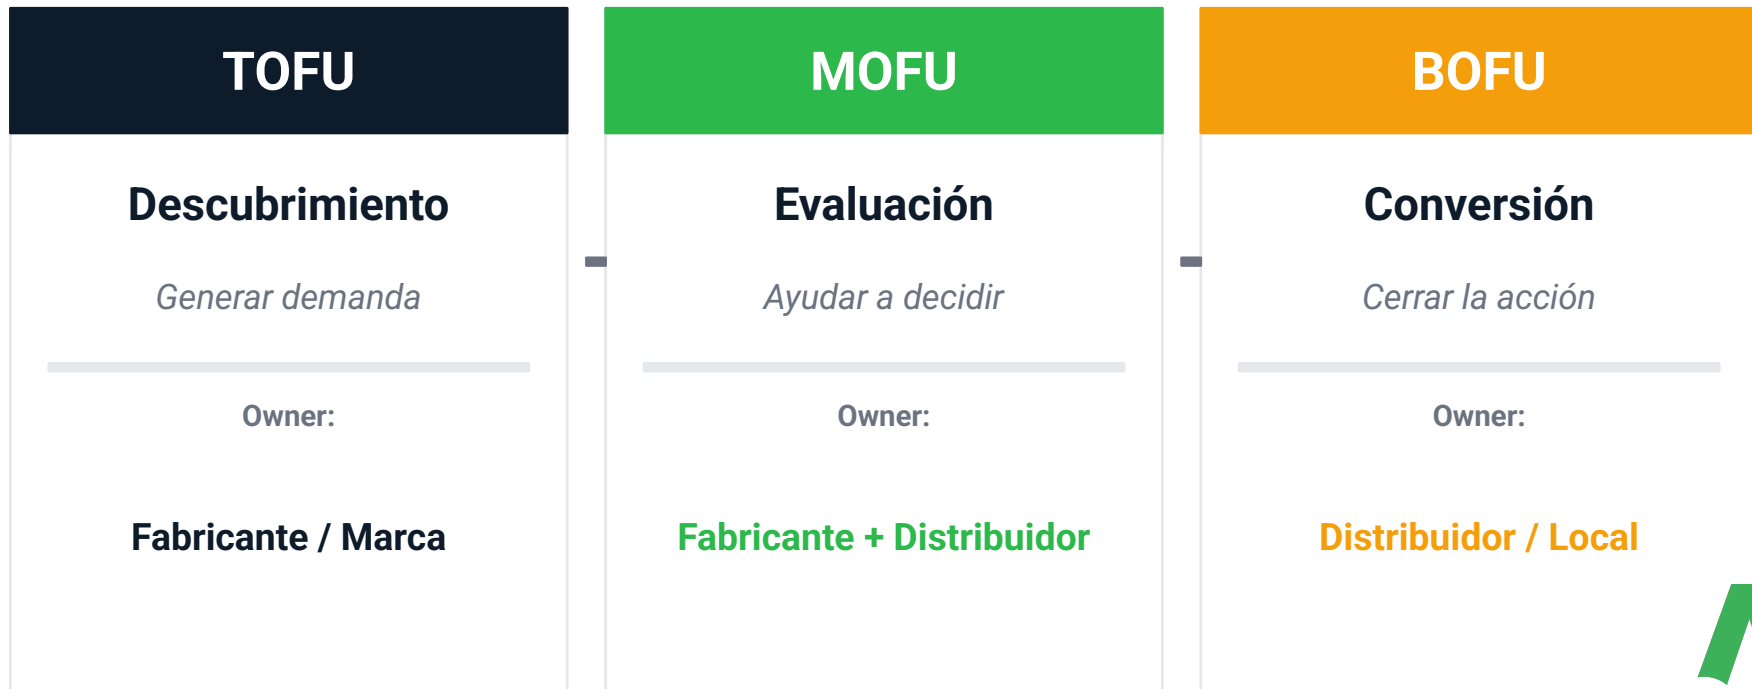 TOFU
Descubrimiento
Generar demanda
Owner:
Fabricante / Marca
MOFU
Evaluación
Ayudar a decidir
Owner:
Fabricante + Distribuidor
BOFU
Conversión
Cerrar la acción
Owner:
Distribuidor / Local